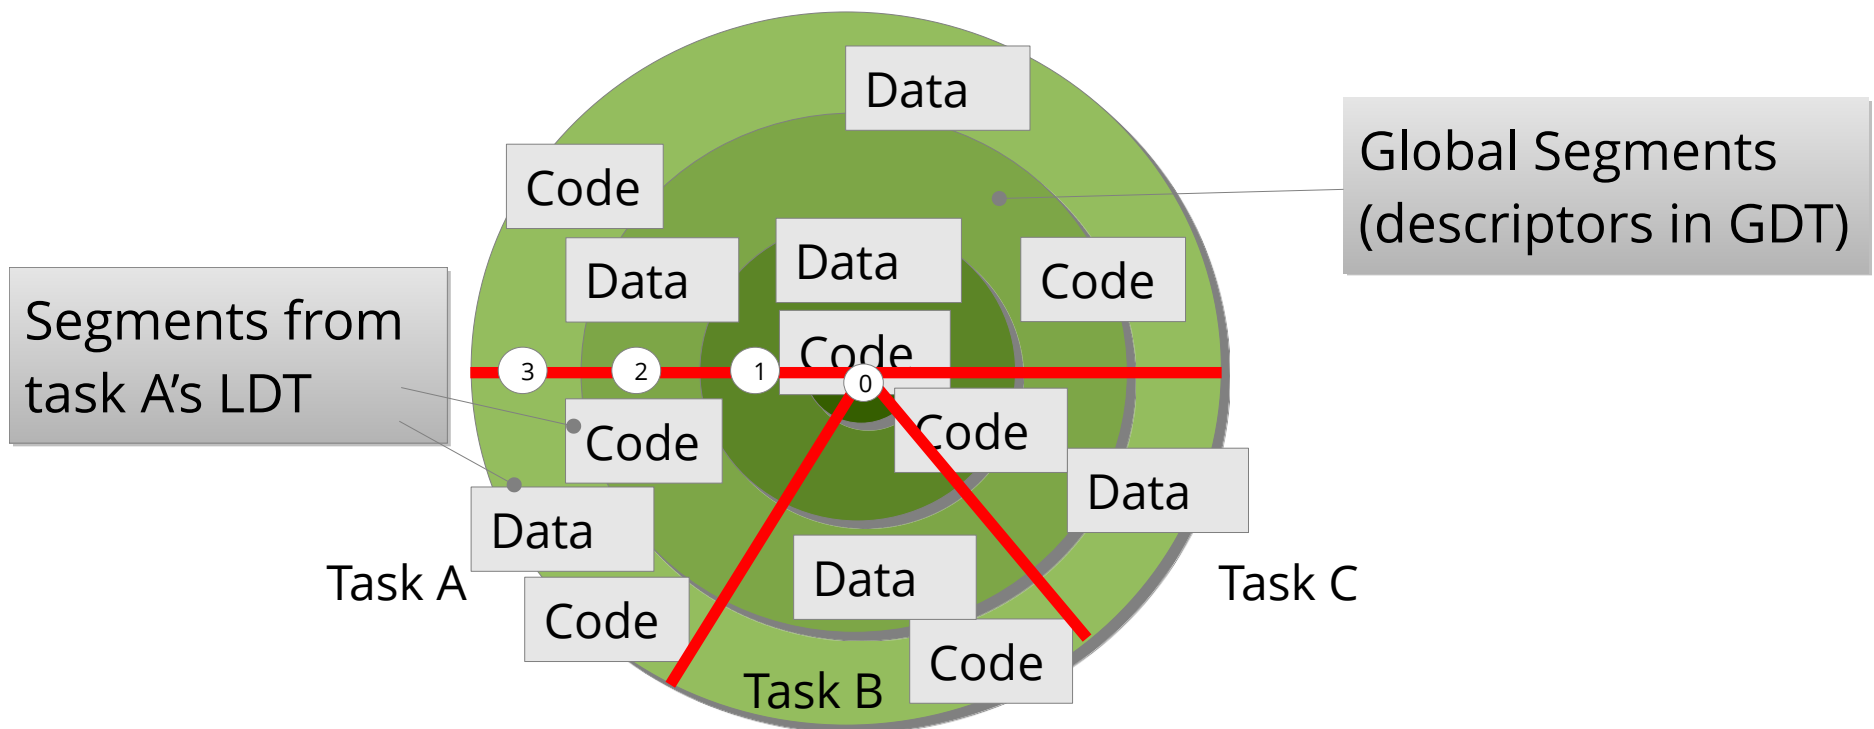 Data
Global Segments
(descriptors in GDT)
Code
Data
Data
Code
Segments from
task A’s LDT
Code
3
2
1
0
Code
Code
Data
Data
Task A
Data
Task C
Code
Code
Task B